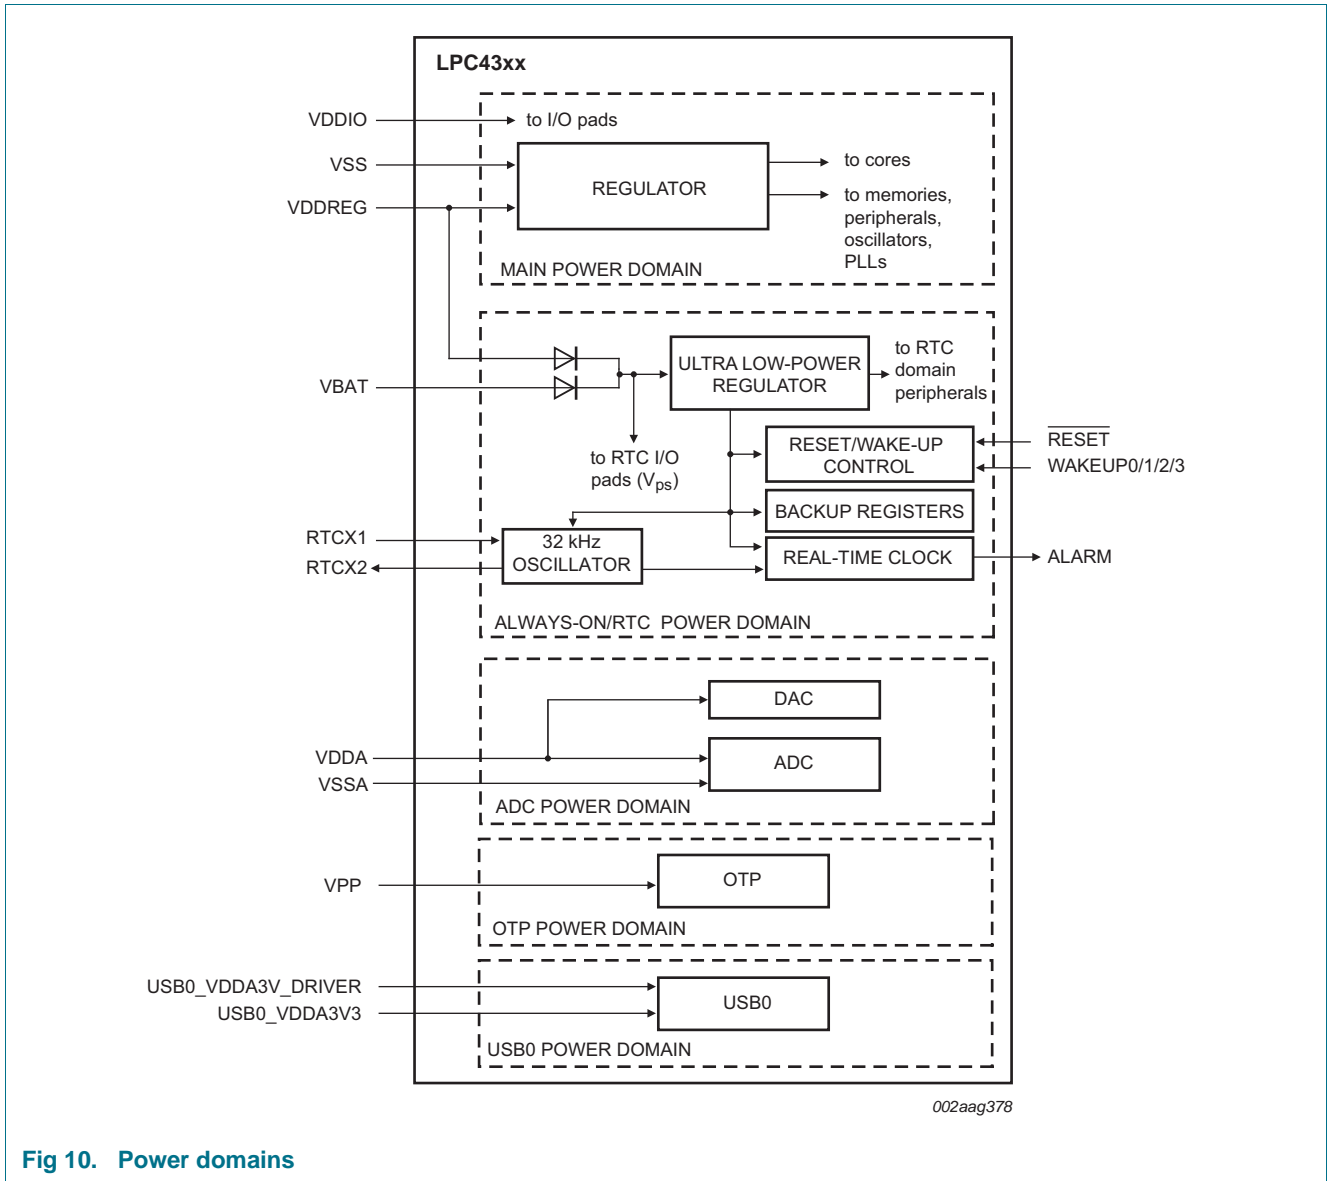 LPC43xx
VDDIO
to I/O pads
VSS
REGULATOR
to cores
VDDREG
to memories,
peripherals,
oscillators,
PLLs
MAIN POWER DOMAIN
VBAT
ULTRA LOW-POWER
REGULATOR
to RTC
domain
peripherals
to RTC I/O
pads (Vps)
RESET/WAKE-UP
CONTROL
RESET
WAKEUP0/1/2/3
BACKUP REGISTERS
RTCX1
RTCX2
32 kHz
OSCILLATOR
REAL-TIME CLOCK
ALARM
ALWAYS-ON/RTC POWER DOMAIN
DAC
VDDA
ADC
VSSA
ADC POWER DOMAIN
VPP
OTP
OTP POWER DOMAIN
USB0_VDDA3V_DRIVER
USB0_VDDA3V3
USB0
USB0 POWER DOMAIN
002aag378
Fig 10. Power domains